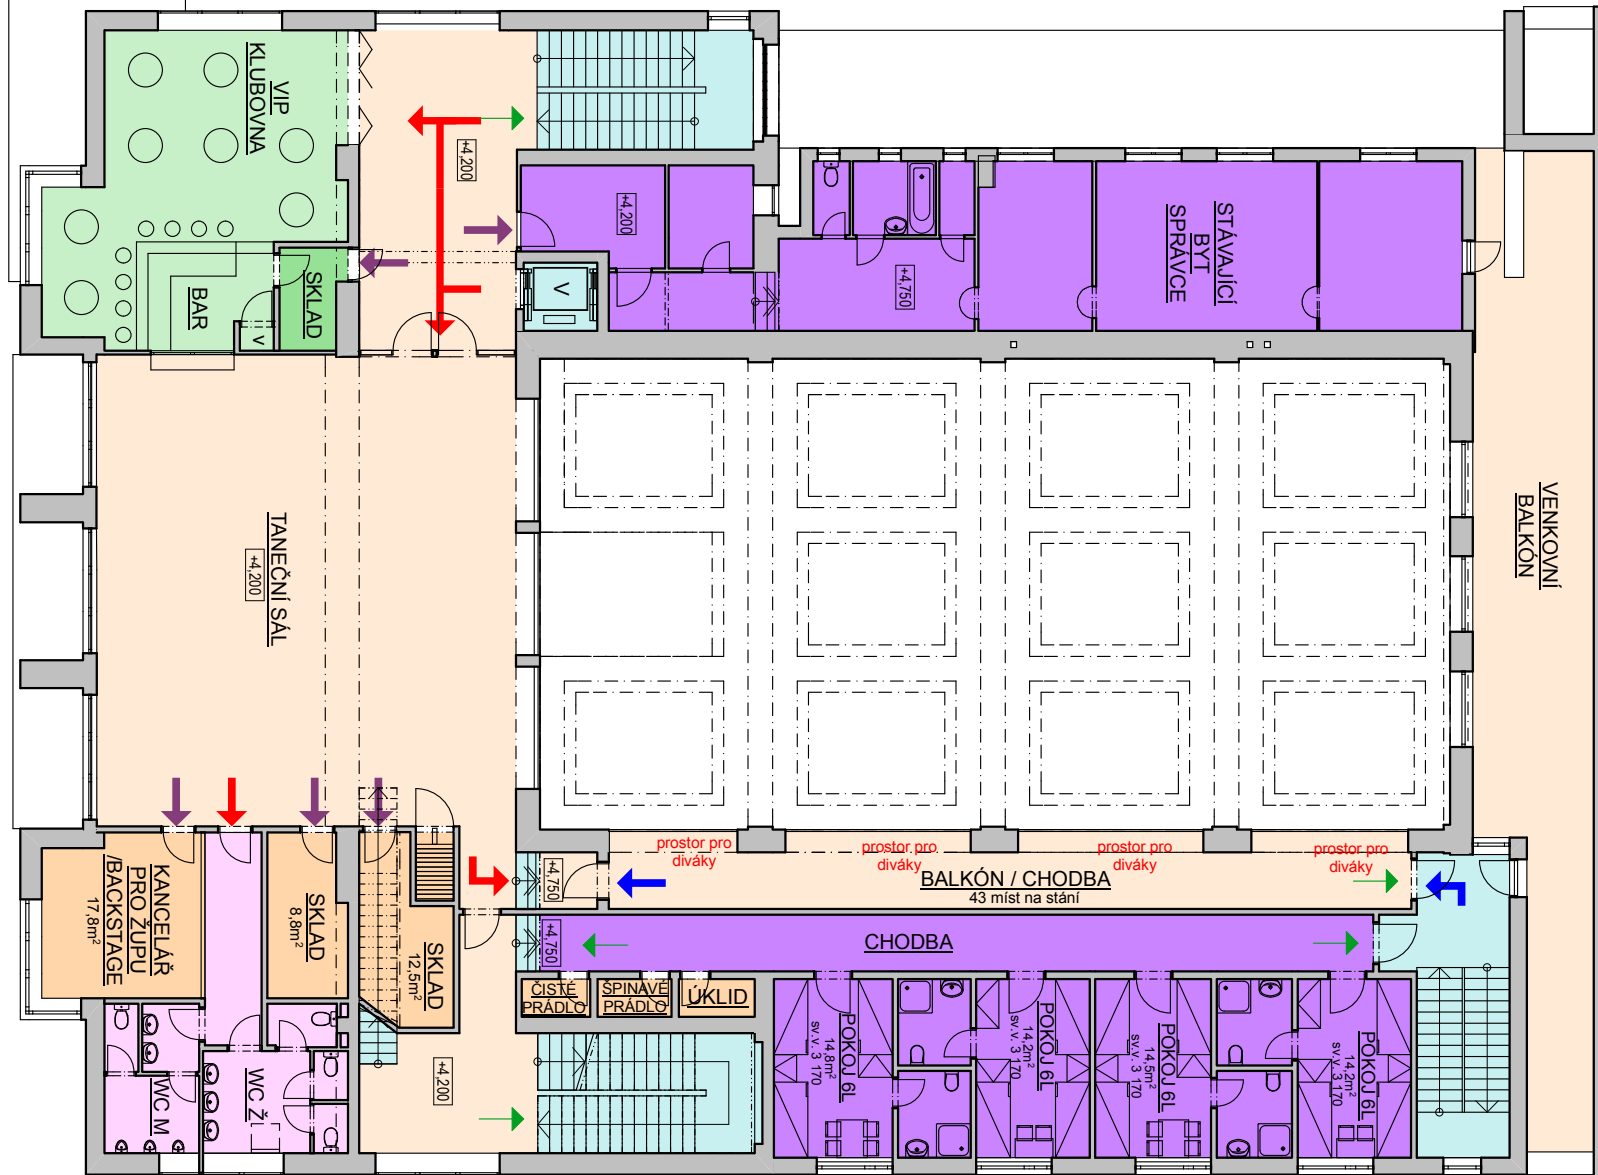 VIP
KLUBOVNA
+4,200
+4,200
STÁVAJÍCÍ
BYT
SPRÁVCE
+4,750
SKLAD
BAR
V
V
TANEČNÍ SÁL
+4,200
VENKOVNÍ
BALKÓN
prostor pro
diváky
prostor pro
diváky
prostor pro
diváky
prostor pro
diváky
+4,750
BALKÓN / CHODBA
43 míst na stání
KANCELÁŘ
PRO ŽUPU
/BACKSTAGE
17,8m²
SKLAD
8,8m²
SKLAD
12,5m²
+4,750
CHODBA
ČISTÉ
PRÁDLO
ŠPINAVÉ
PRÁDLO
ÚKLID
POKOJ 6L
14,8m²
sv.v. 3 170
POKOJ 6L
14,2m²
sv.v. 3 170
POKOJ 6L
14,5m²
sv.v. 3 170
POKOJ 6L
14,2m²
sv.v. 3 170
WC M
WC Ž
+4,200